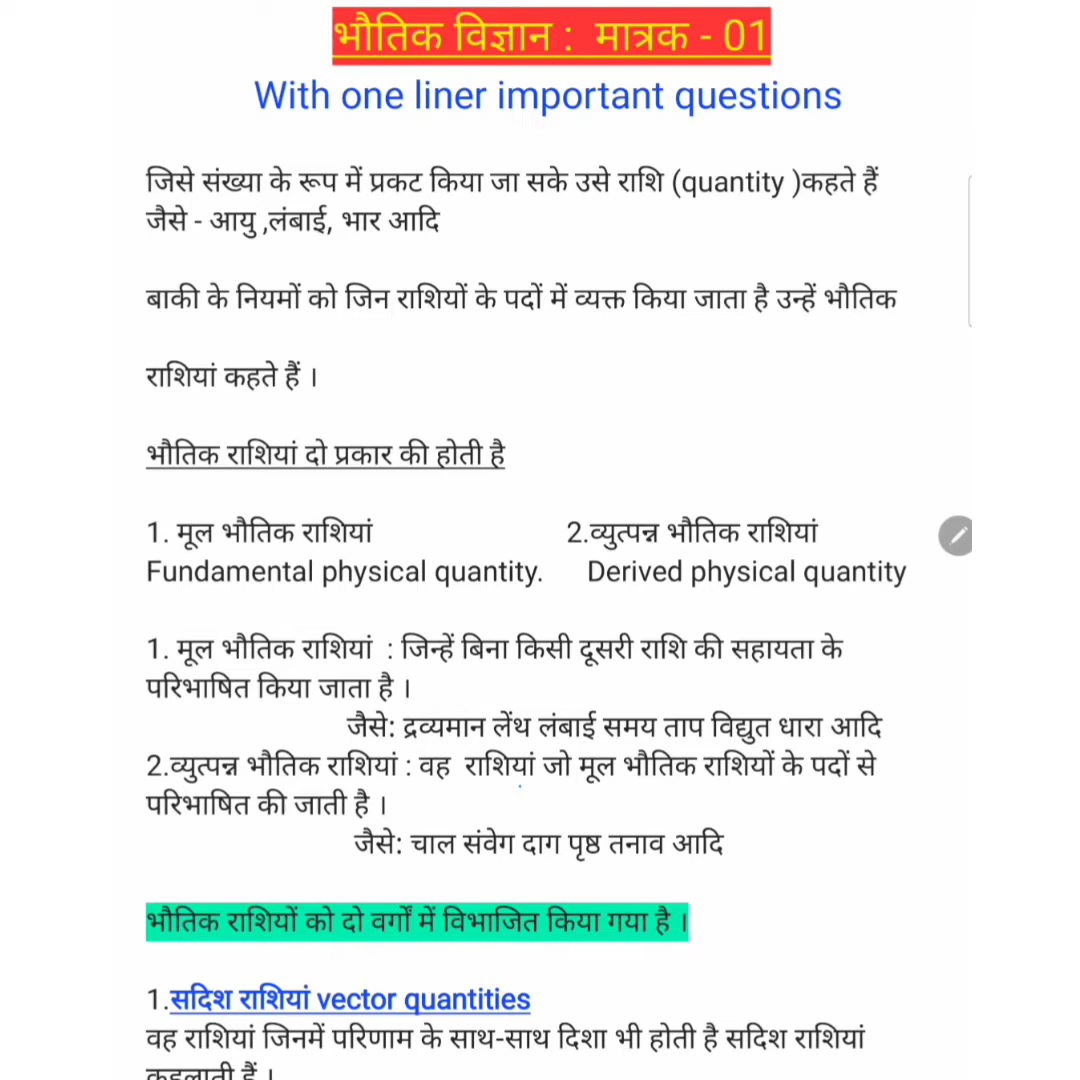 भौतिक विज्ञान : मात्रक - 01
With one liner important questions
जिसे संख्या के रूप में प्रकट किया जा सके उसे राशि (quantity )कहते हैं
जैसे - आयु ,लंबाई, भार आदि
बाकी के नियमों को जिन राशियों के पदों में व्यक्त किया जाता है उन्हें भौतिक
राशियां कहते हैं ।
भौतिक राशियां दो प्रकार की होती है
1. मूल भौतिक राशियां 2.व्युत्पन्न भौतिक राशियां
Fundamental physical quantity. Derived physical quantity
1. मूल भौतिक राशियां : जिन्हें बिना किसी दूसरी राशि की सहायता के
परिभाषित किया जाता है ।
जैसे: द्रव्यमान लेंथ लंबाई समय ताप विद्युत धारा आदि
2.व्युत्पन्न भौतिक राशियां : वह राशियां जो मूल भौतिक राशियों के पदों से
परिभाषित की जाती है ।
जैसे: चाल संवेग दाग पृष्ठ तनाव आदि
भौतिक राशियों को दो वर्गों में विभाजित किया गया है ।
1.सदिश राशियां vector quantities
वह राशियां जिनमें परिणाम के साथ-साथ दिशा भी होती है सदिश राशियां
कहलाती हैं ।